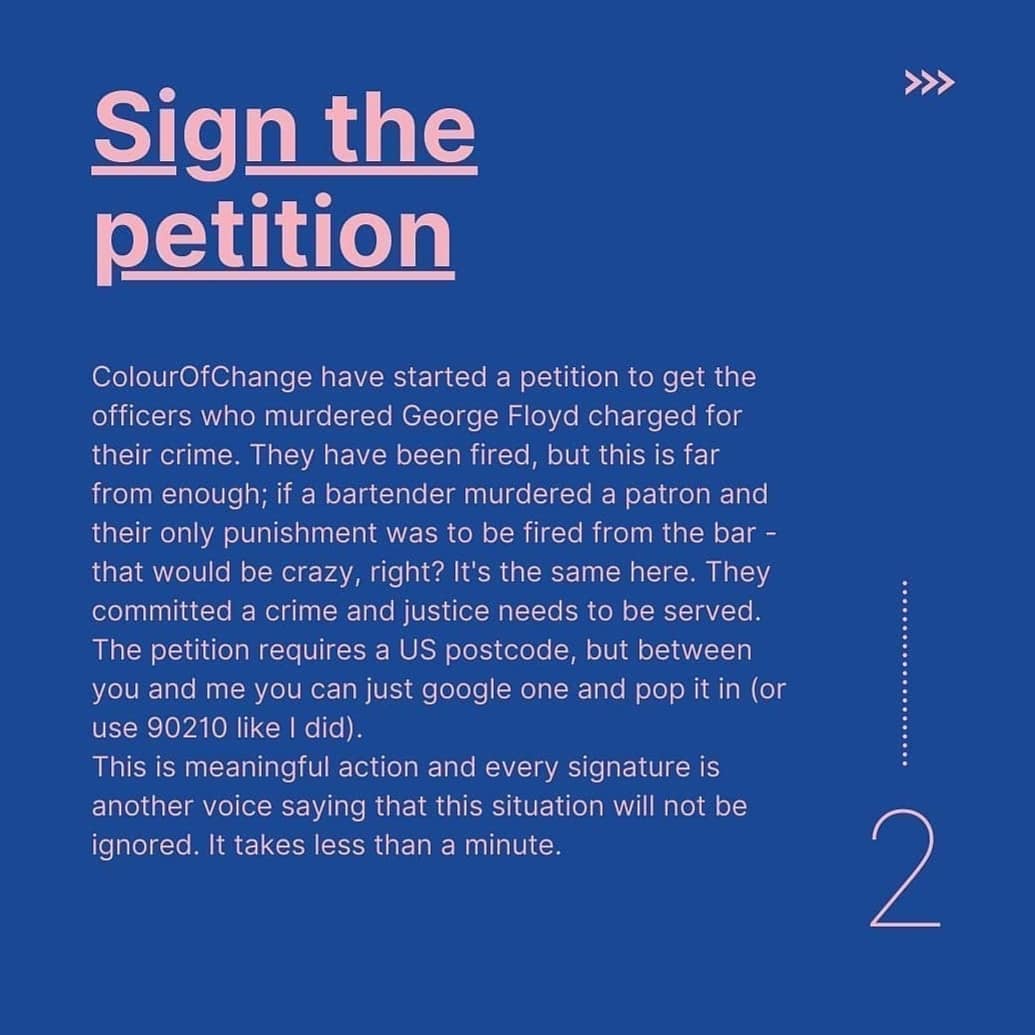 >>>
Sign the
petition
ColourOfChange have started a petition to get the
officers who murdered George Floyd charged for
their crime. They have been fired, but this is far
from enough; if a bartender murdered a patron and
their only punishment was to be fired from the bar -
that would be crazy, right? It's the same here. They
committed a crime and justice needs to be served.
The petition requires a US postcode, but between
you and me you can just google one and pop it in (or
use 90210 like I did).
This is meaningful action and every signature is
another voice saying that this situation will not be
ignored. It takes less than a minute.
2